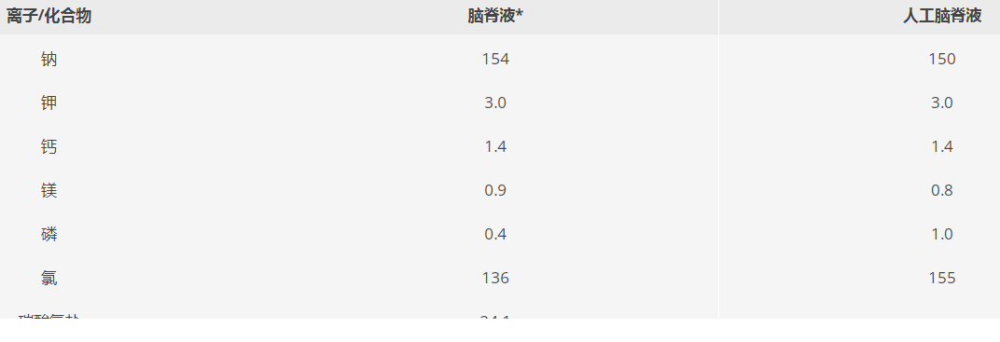 离子/化合物 脑脊液* 人工脑脊液
钠 154 150
钾 3.0 3.0
钙 1.4 1.4
镁 0.9 0.8
磷 0.4 1.0
氯 136 155